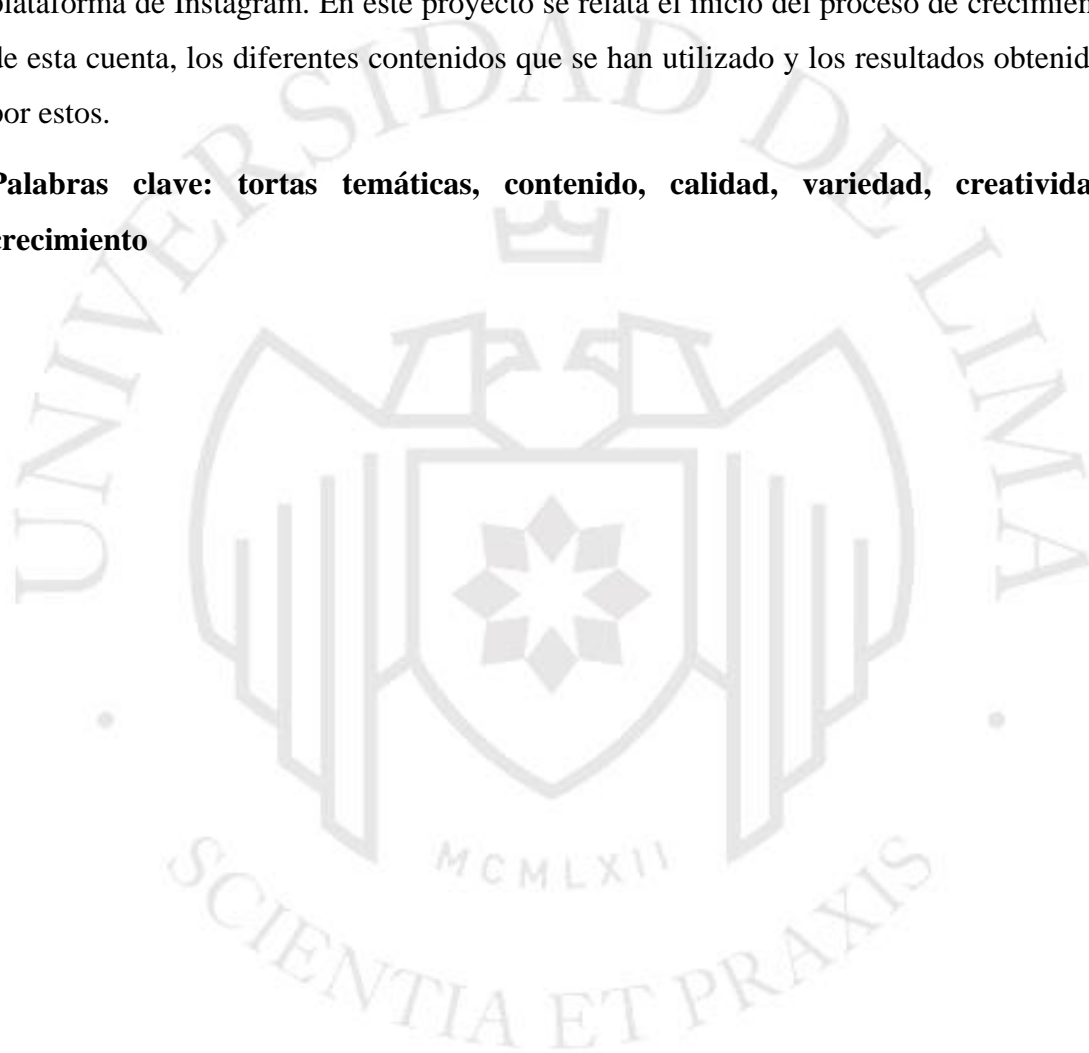 plataforma de Instagram. En este proyecto se relata el inicio del proceso de crecimien
de esta cuenta, los diferentes contenidos que se han utilizado y los resultados obtenid
por estos.
Palabras clave: tortas temáticas, contenido, calidad, variedad, creativida
crecimiento
UNIVERSIDAD DE LIMA
MCMLXII
SCIENTIA ET PRAXIS